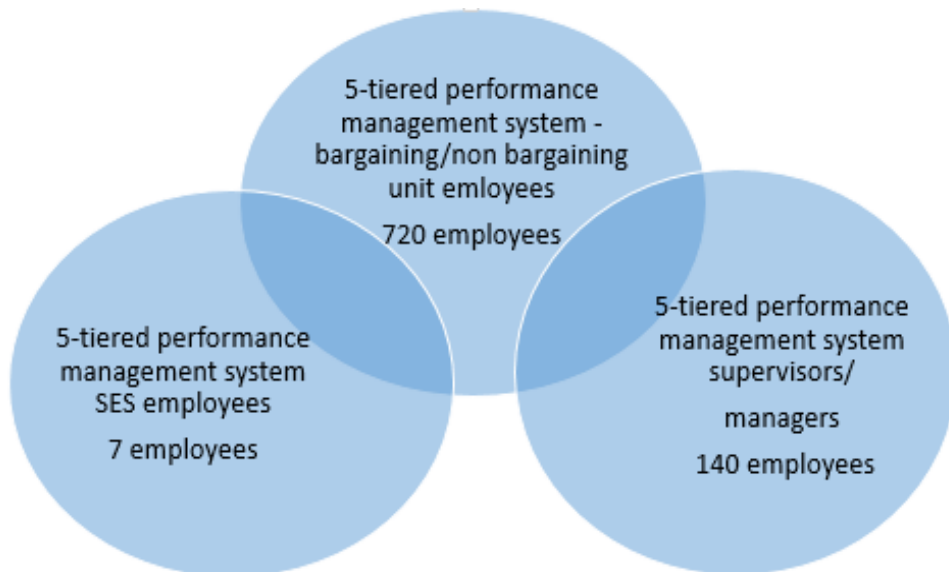 5-tiered performance
management system -
bargaining/non bargaining
unit emloyees
720 employees
5-tiered performance
management system
SES employees
7 employees
5-tiered performance
management system
supervisors/
managers
140 employees